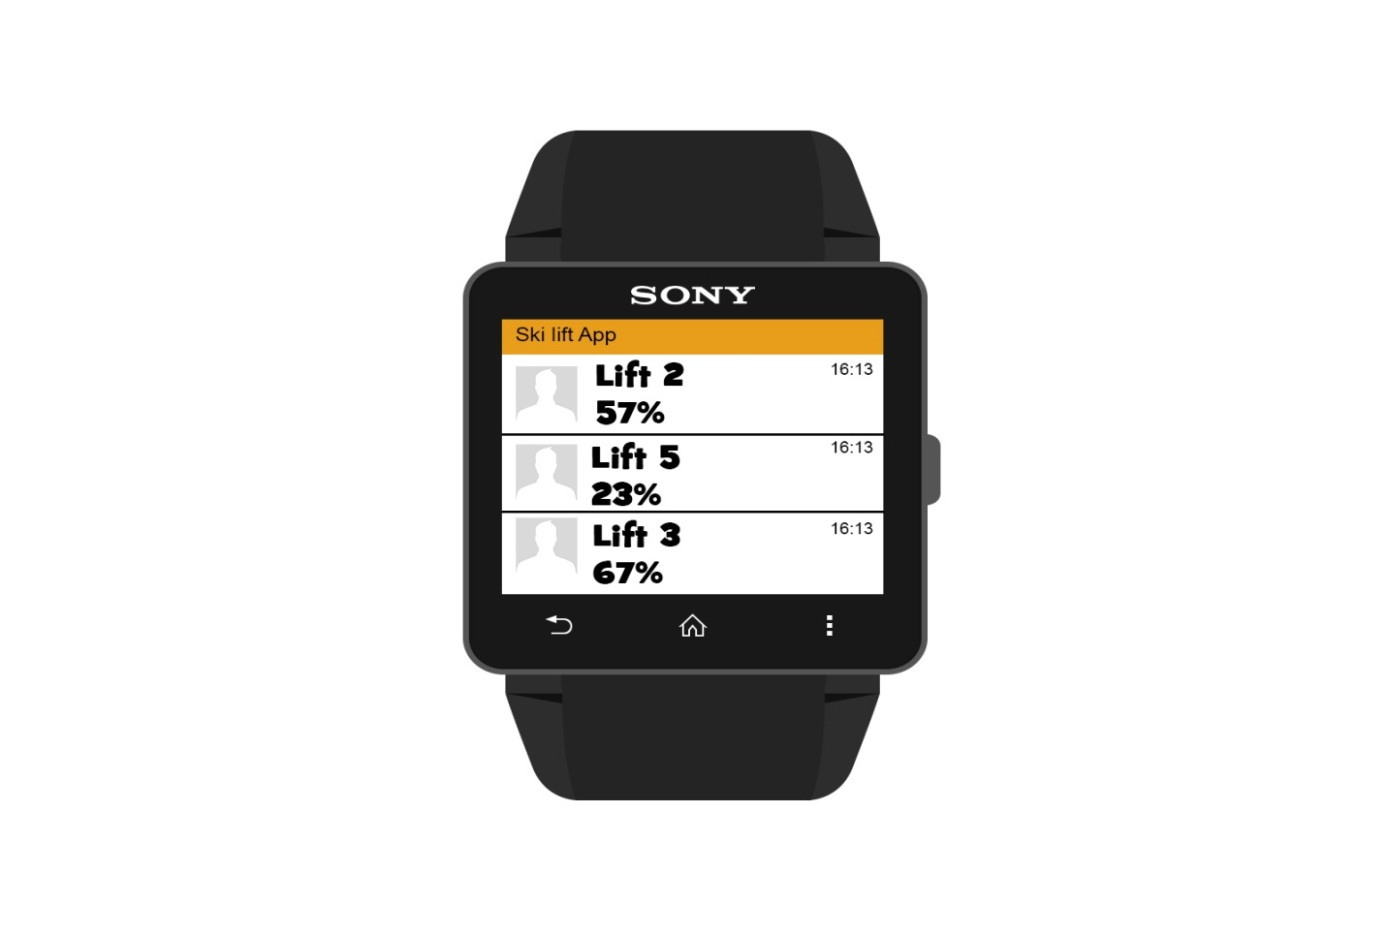 SONY
Ski lift App
Lift 2 16:13
57%
Lift 5 16:13
23%
Lift 3 16:13
67%